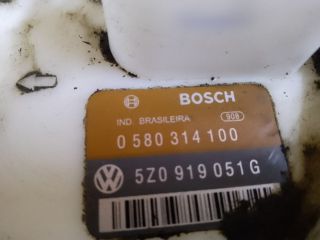 BOSCH
IND BRASILEIRA 908
0 580 314 100
5Z0 919 051 G